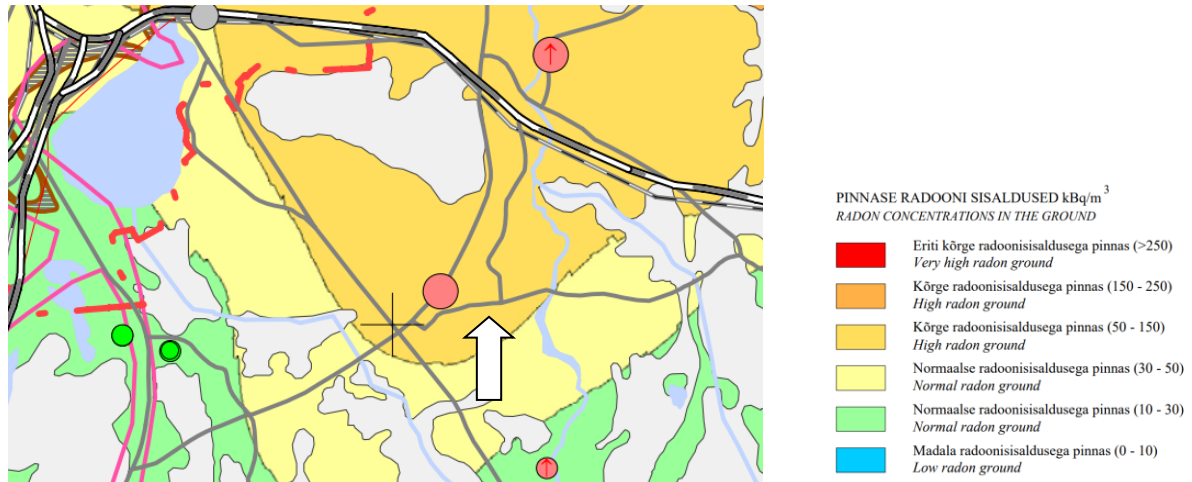 PINNASE RADOONI SISALDUSED kBq/m³
RADON CONCENTRATIONS IN THE GROUND
Eriti kõrge radoonisisaldusega pinnas (>250)
Very high radon ground
Kõrge radoonisisaldusega pinnas (150 - 250)
High radon ground
Kõrge radoonisisaldusega pinnas (50 - 150)
High radon ground
Normaalse radoonisisaldusega pinnas (30 - 50)
Normal radon ground
Normaalse radoonisisaldusega pinnas (10 - 30)
Normal radon ground
Madala radoonisisaldusega pinnas (0 - 10)
Low radon ground